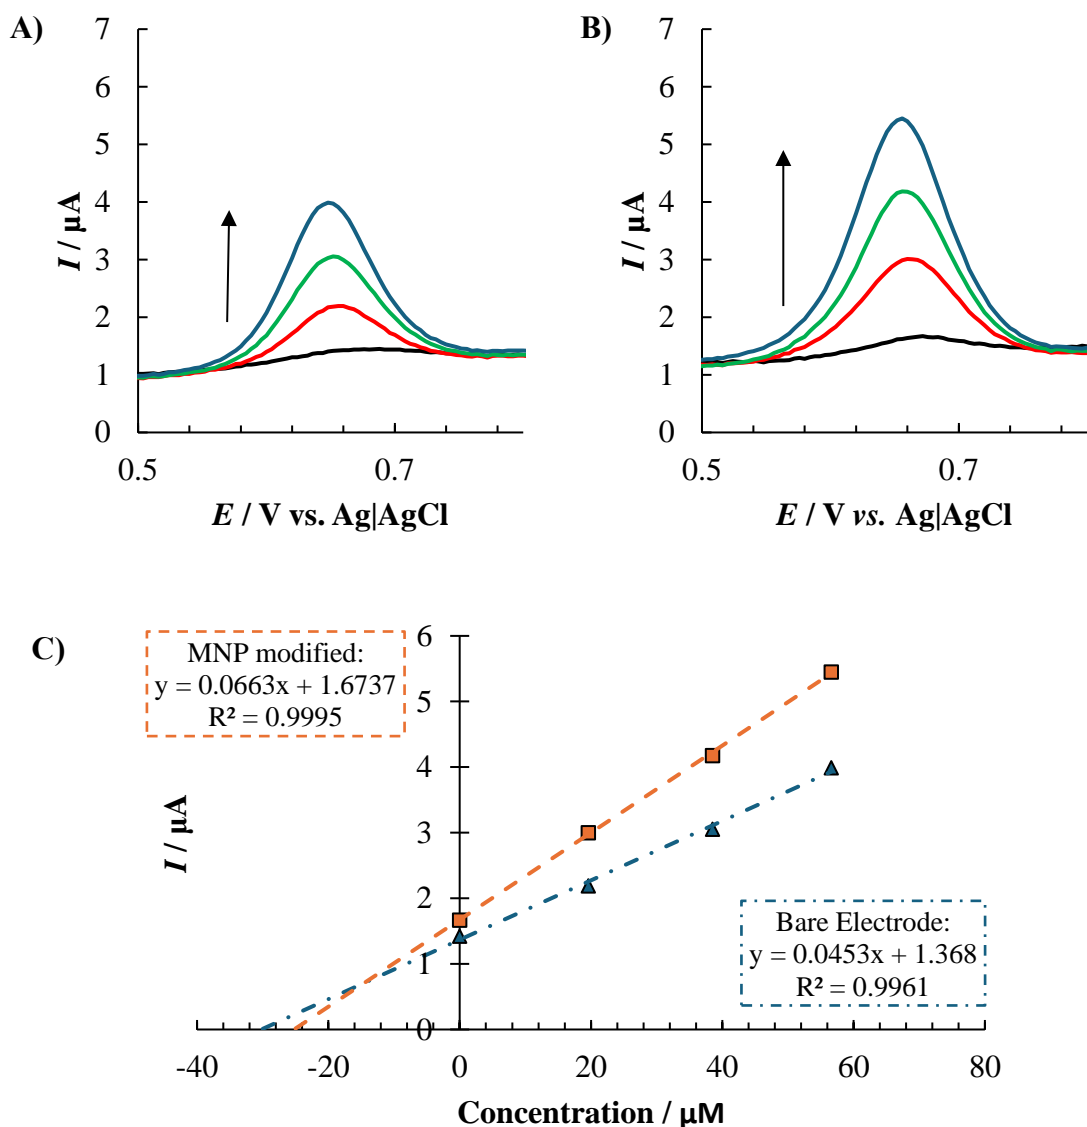 A)
7
6
5
4
3
2
1
0
I / µA
0.5
0.7
E / V vs. Ag|AgCl
B)
7
6
5
4
3
2
1
0
I / µA
0.5
0.7
E / V vs. Ag|AgCl
C)
MNP modified:
y = 0.0663x + 1.6737
R² = 0.9995
6
5
4
3
2
1
0
I / µA
Bare Electrode:
y = 0.0453x + 1.368
R² = 0.9961
-40
-20
0
20
40
60
80
Concentration / µM